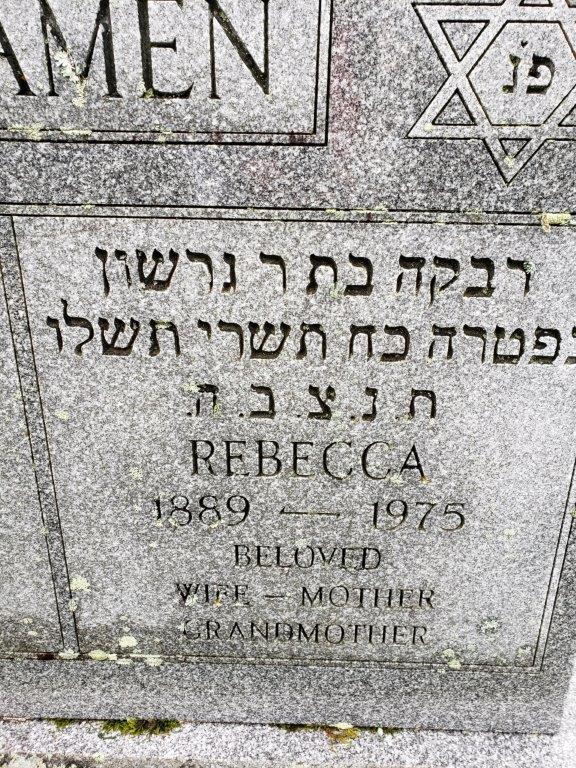 AMEN
פ נ
רבקה בת ר גרשון
נפטרה כח תשרי תשלו
ת. נ. צ. ב. ה.
REBECCA
1889 — 1975
BELOVED
WIFE — MOTHER
GRANDMOTHER